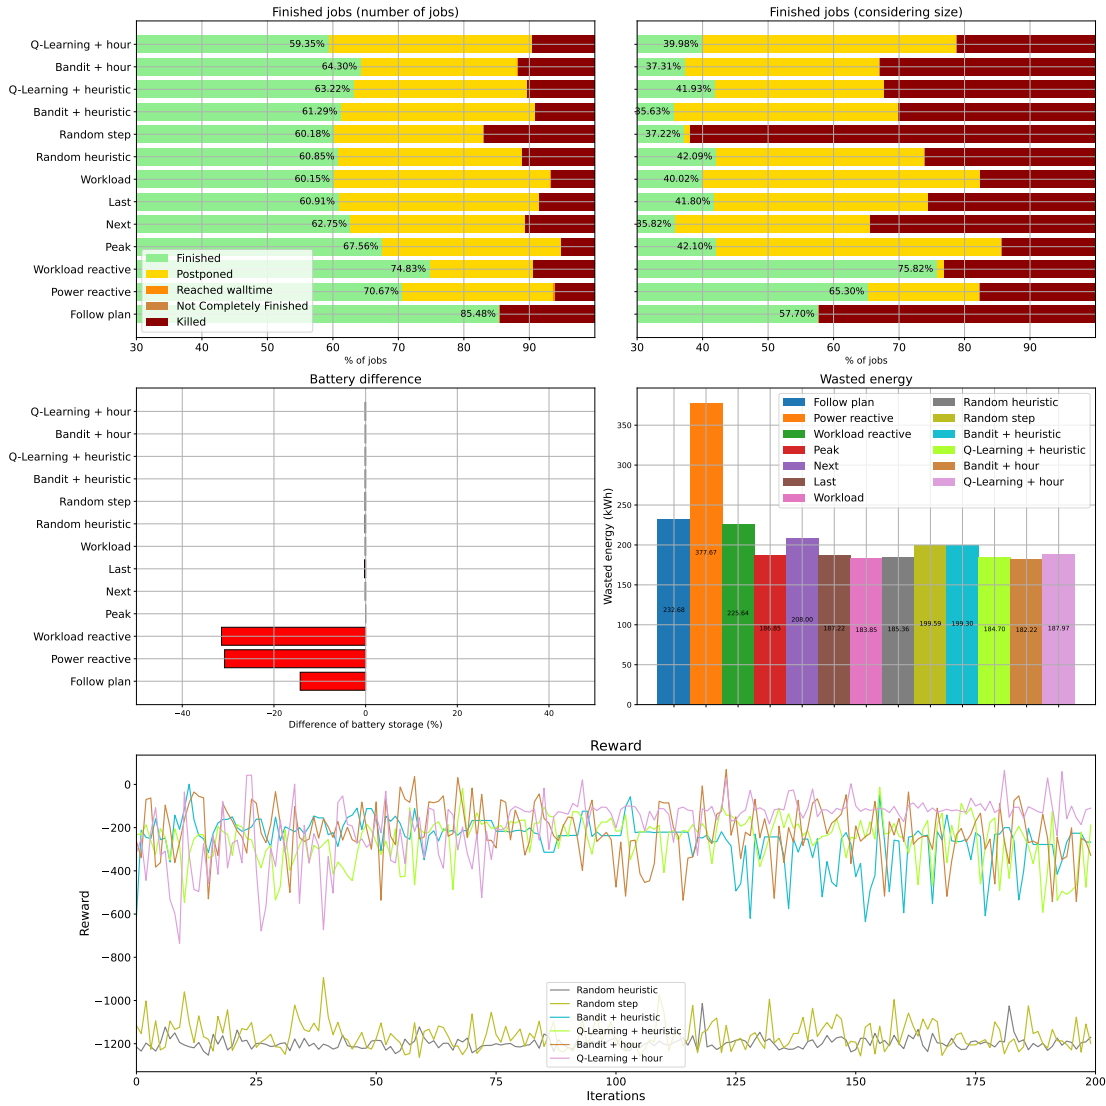 Finished jobs (number of jobs)
Q-Learning + hour
59.35%
Bandit + hour
64.30%
Q-Learning + heuristic
63.22%
Bandit + heuristic
61.29%
Random step
60.18%
Random heuristic
60.85%
Workload
60.15%
Last
60.91%
Next
62.75%
Peak
67.56%
Workload reactive
74.83%
Power reactive
70.67%
Follow plan
85.48%
Finished
Postponed
Reached walltime
Not Completely Finished
Killed
30 40 50 60 70 80 90
% of jobs
Finished jobs (considering size)
39.98%
37.31%
41.93%
35.63%
37.22%
42.09%
40.02%
41.80%
35.82%
42.10%
75.82%
65.30%
57.70%
30 40 50 60 70 80 90
% of jobs
Battery difference
Q-Learning + hour
Bandit + hour
Q-Learning + heuristic
Bandit + heuristic
Random step
Random heuristic
Workload
Last
Next
Peak
Workload reactive
Power reactive
Follow plan
−40 −20 0 20 40
Difference of battery storage (%)
Wasted energy
Wasted energy (kWh)
350
300
250
200
150
100
50
0
Follow plan
Power reactive
Workload reactive
Peak
Next
Last
Workload
Random heuristic
Random step
Bandit + heuristic
Q-Learning + heuristic
Bandit + hour
Q-Learning + hour
232.68
377.67
225.64
186.65
208.00
187.22
183.85
185.36
199.59
199.30
184.70
182.22
187.97
Reward
Reward
0
−200
−400
−600
−800
−1000
−1200
Random heuristic
Random step
Bandit + heuristic
Q-Learning + heuristic
Bandit + hour
Q-Learning + hour
0 25 50 75 100 125 150 175 200
Iterations